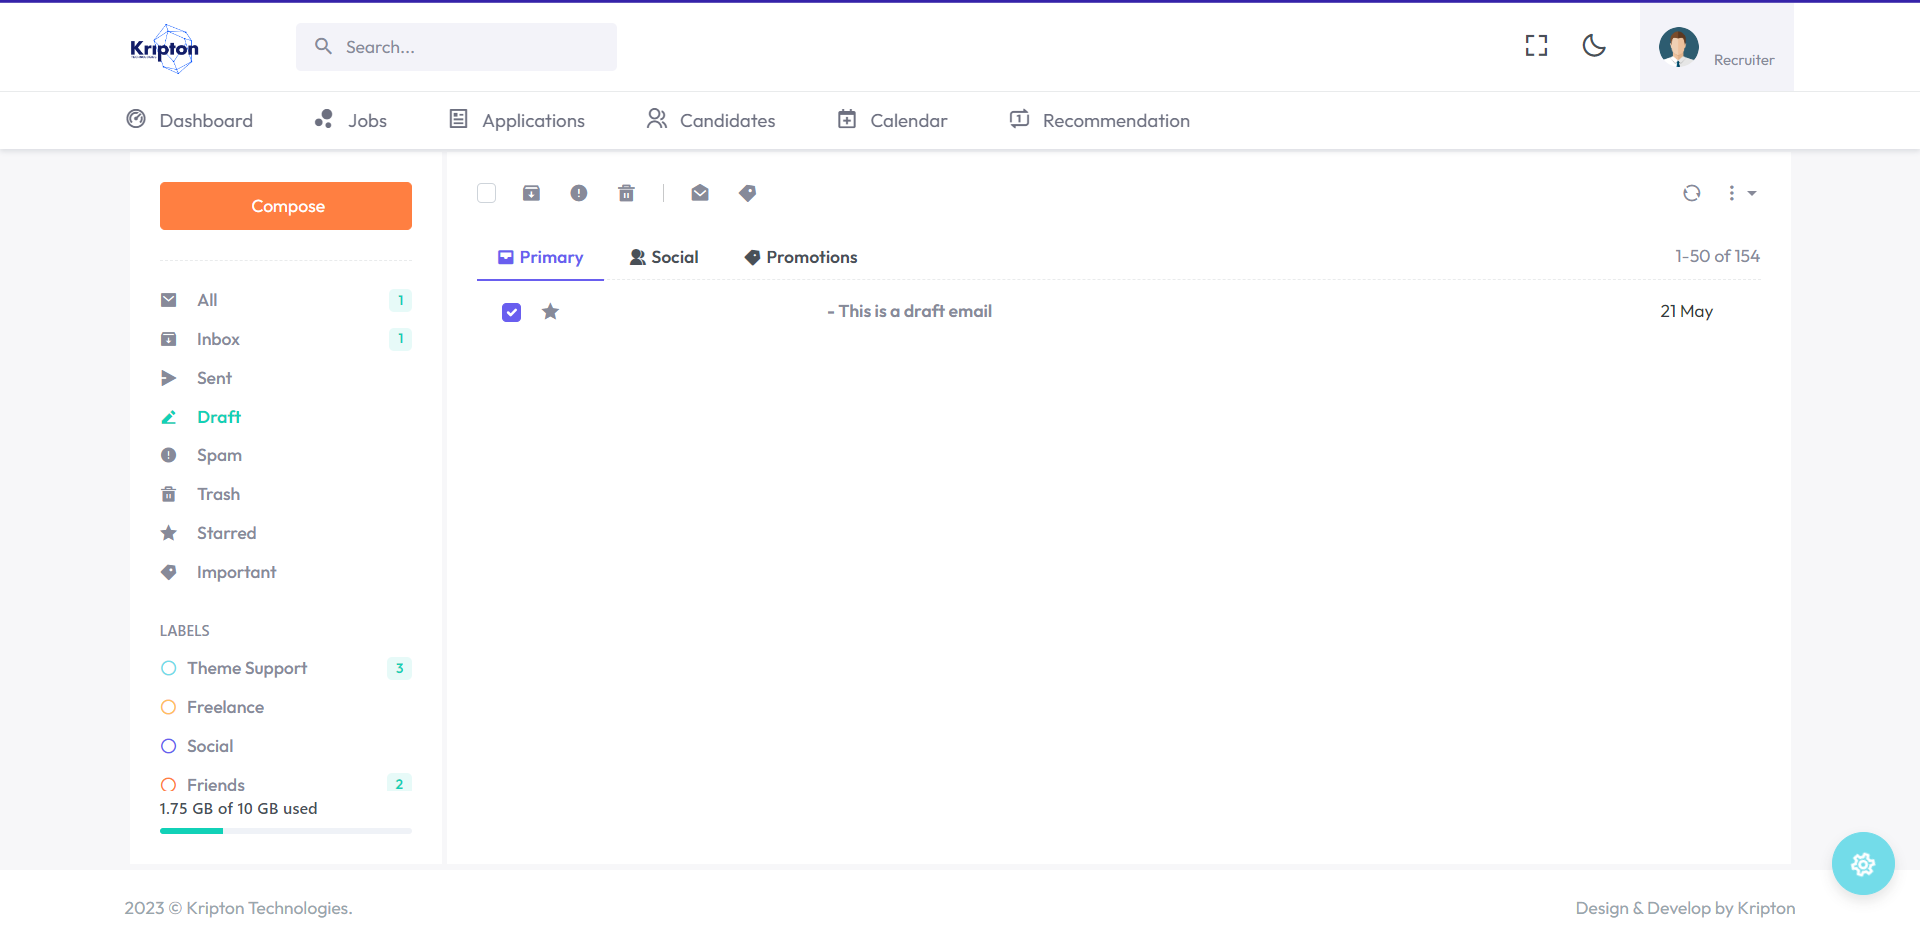 Kripton
Search...
Recruiter
Dashboard
Jobs
Applications
Candidates
Calendar
Recommendation
Compose
All 1
Inbox 1
Sent
Draft
Spam
Trash
Starred
Important
LABELS
Theme Support 3
Freelance
Social
Friends 2
1.75 GB of 10 GB used
Primary
Social
Promotions
1-50 of 154
- This is a draft email
21 May
2023 © Kripton Technologies.
Design & Develop by Kripton